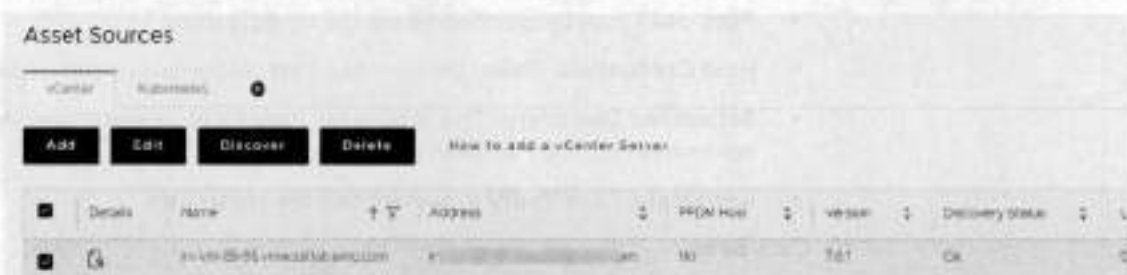 Asset Sources
vCenter Kubernetes
Add Edit Discover Delete How to add a vCenter Server
Details Name Address PPDM Host Version Discovery Status
No OK